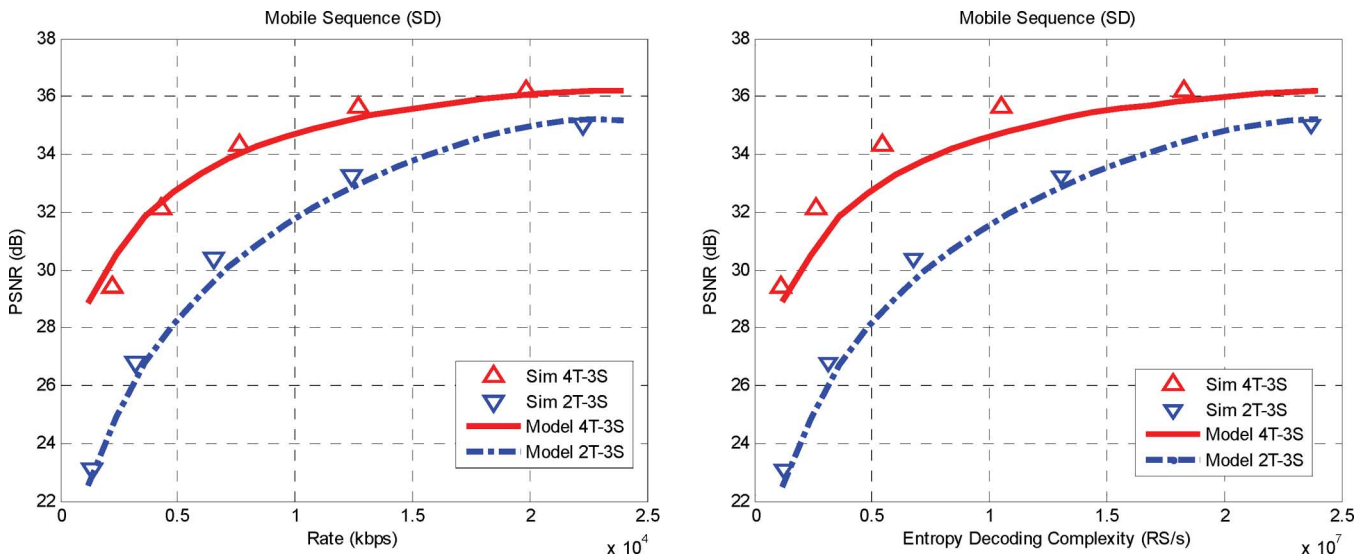 Mobile Sequence (SD)
38
36
34
32
30
28
26
24
22
PSNR (dB)
Sim 4T-3S
Sim 2T-3S
Model 4T-3S
Model 2T-3S
0 0.5 1 1.5 2 2.5
Rate (kbps)
x 10^4
Mobile Sequence (SD)
38
36
34
32
30
28
26
24
22
PSNR (dB)
Sim 4T-3S
Sim 2T-3S
Model 4T-3S
Model 2T-3S
0 0.5 1 1.5 2 2.5
Entropy Decoding Complexity (RS/s)
x 10^7